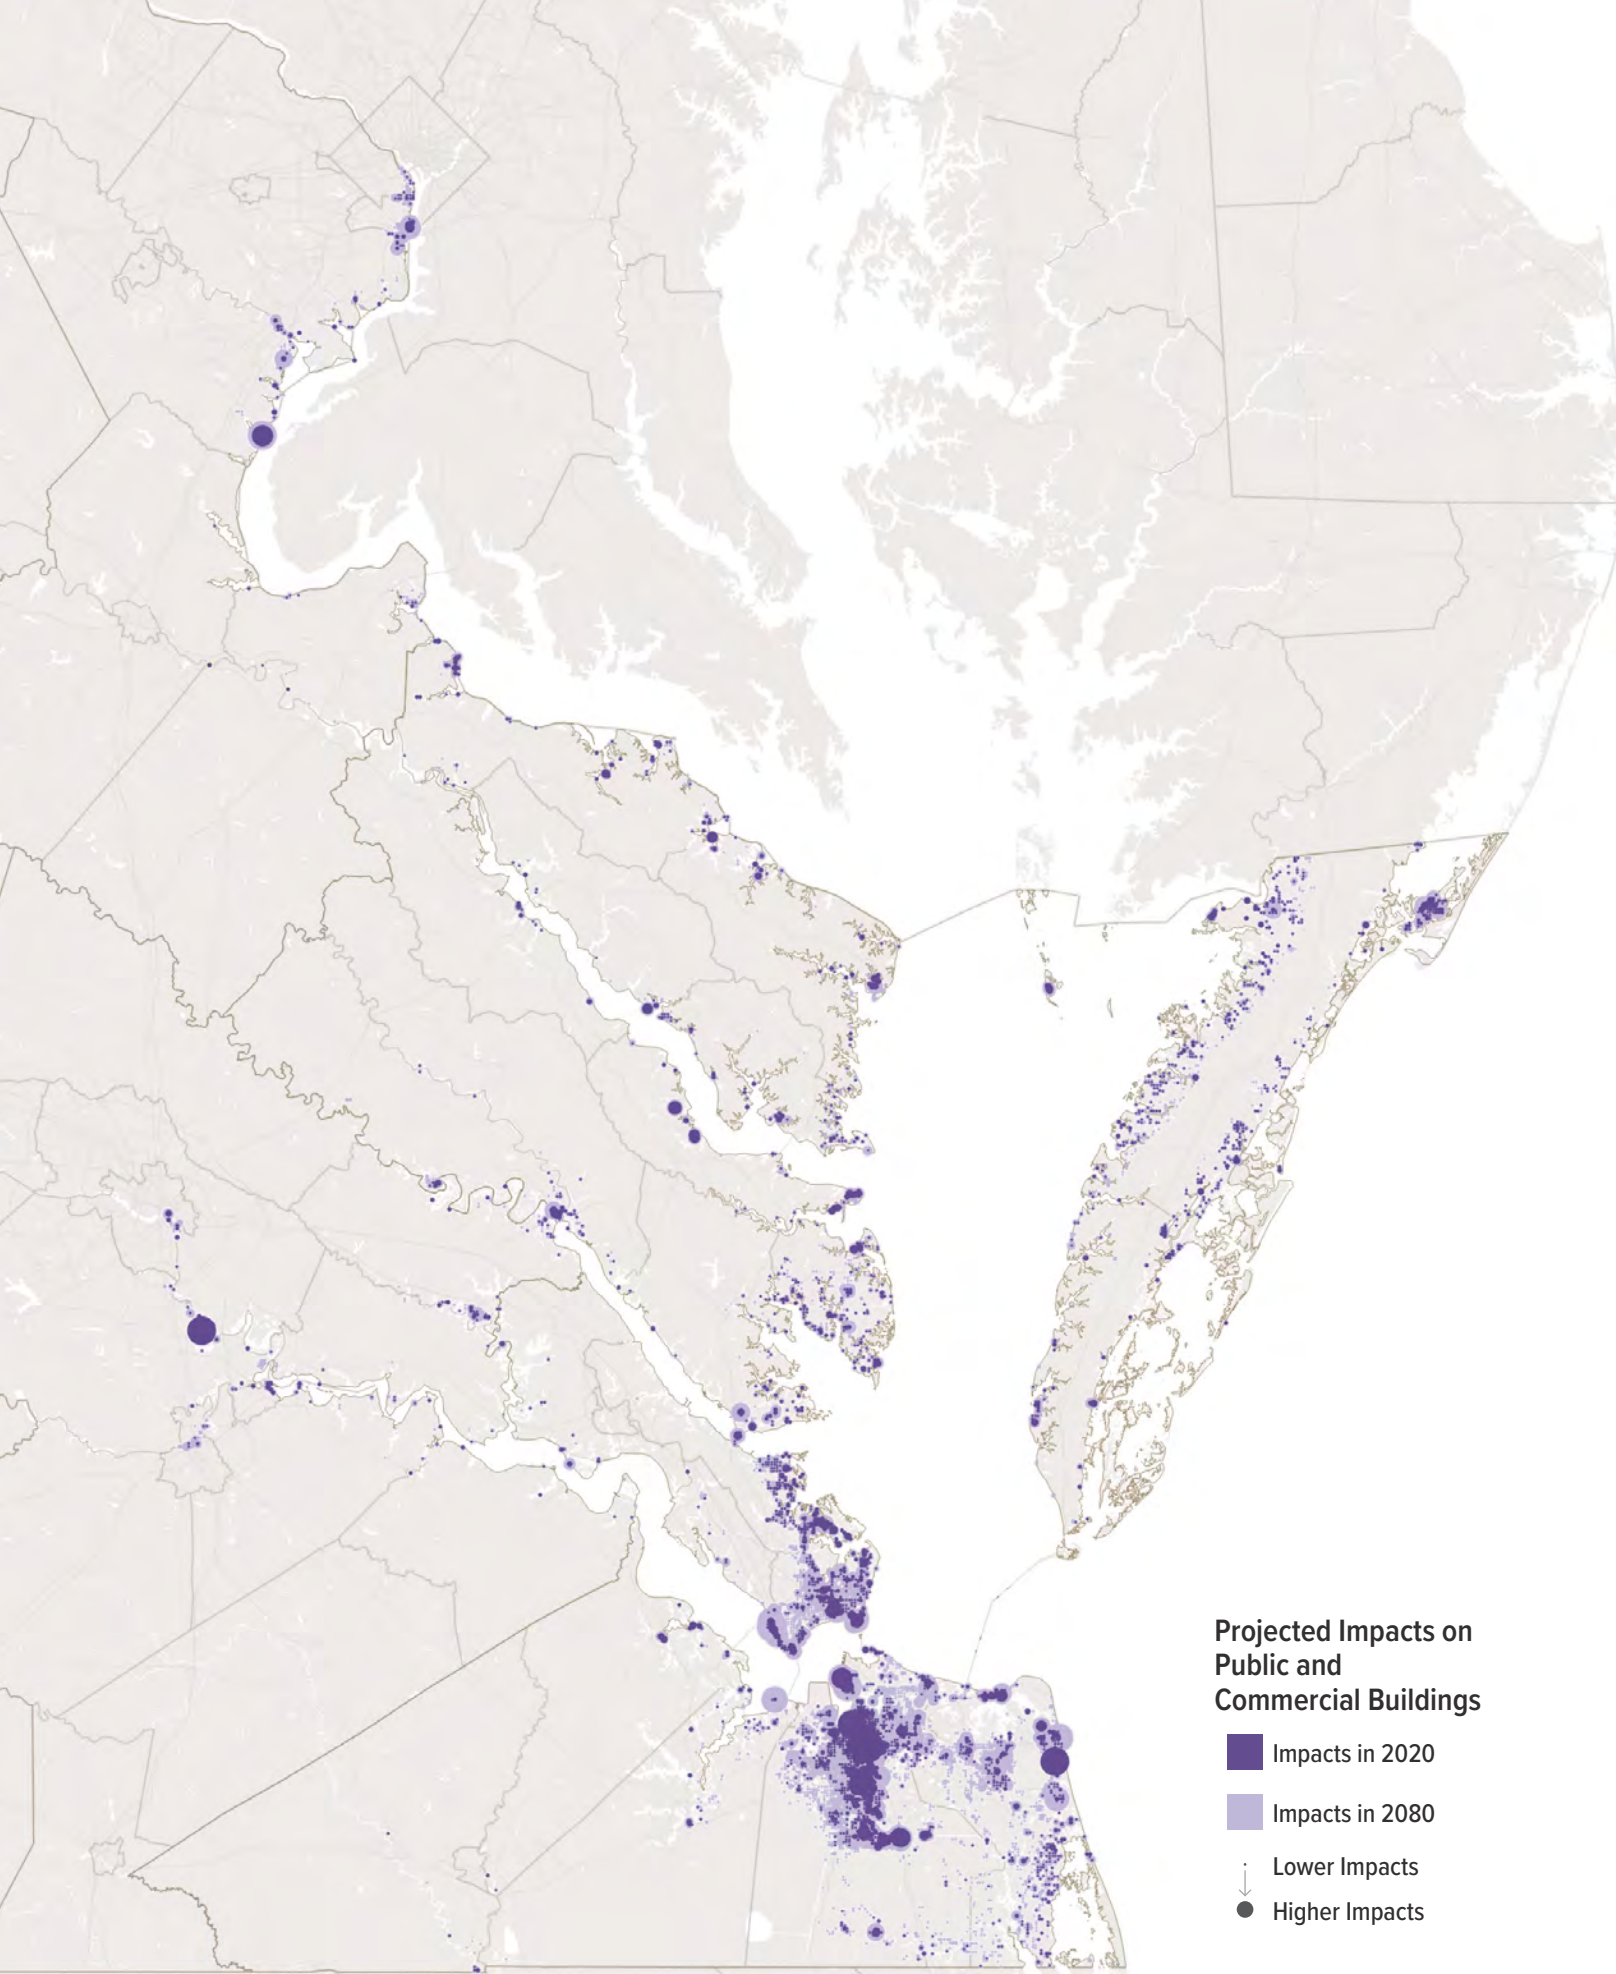 Projected Impacts on
Public and
Commercial Buildings
Impacts in 2020
Impacts in 2080
Lower Impacts
Higher Impacts